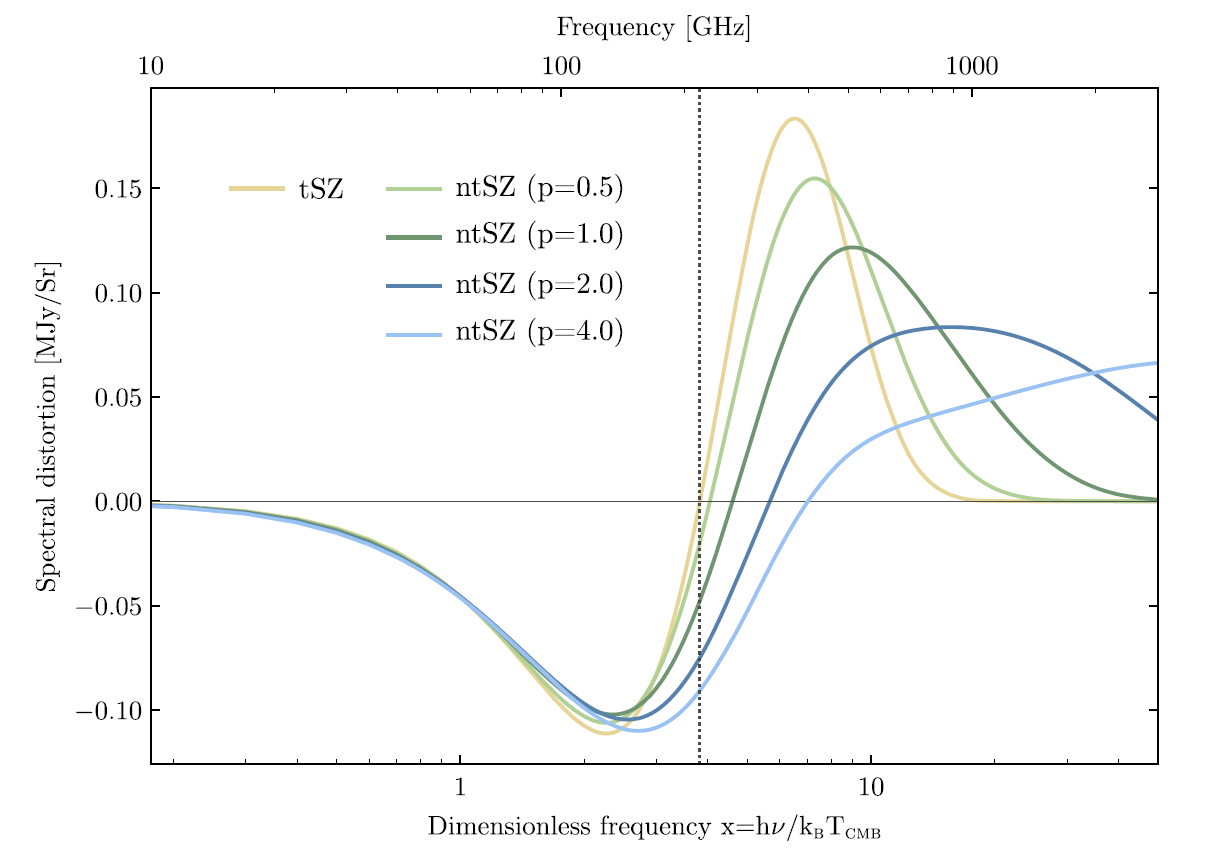 Frequency [GHz]
10 100 1000
tSZ
ntSZ (p=0.5)
ntSZ (p=1.0)
ntSZ (p=2.0)
ntSZ (p=4.0)
0.15
0.10
0.05
0.00
−0.05
−0.10
Spectral distortion [MJy/Sr]
1 10
Dimensionless frequency x=hν/k_B T_CMB